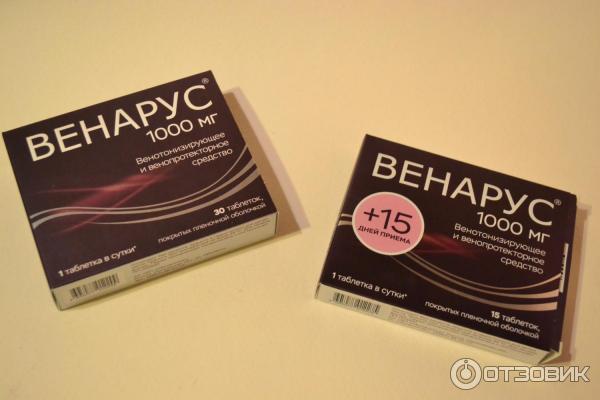 ВЕНАРУС®
1000 МГ
Венотонизирующее
и венопротекторное
средство
30 таблеток,
покрытых пленочной оболочкой
1 таблетка в сутки*
ВЕНАРУС®
1000 МГ
+15
ДНЕЙ ПРИЕМА
Венотонизирующее
и венопротекторное
средство
1 таблетка в сутки*
15 таблеток,
покрытых пленочной оболочкой
ОТЗОВИК